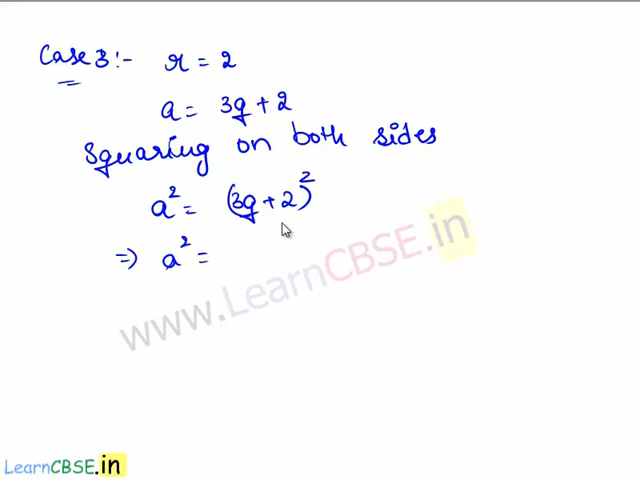 Case 3 :- r = 2
a = 3q + 2
Squaring on both sides
a² = (3q + 2)²
⇒ a² =
www.LearnCBSE.in
LearnCBSE.in